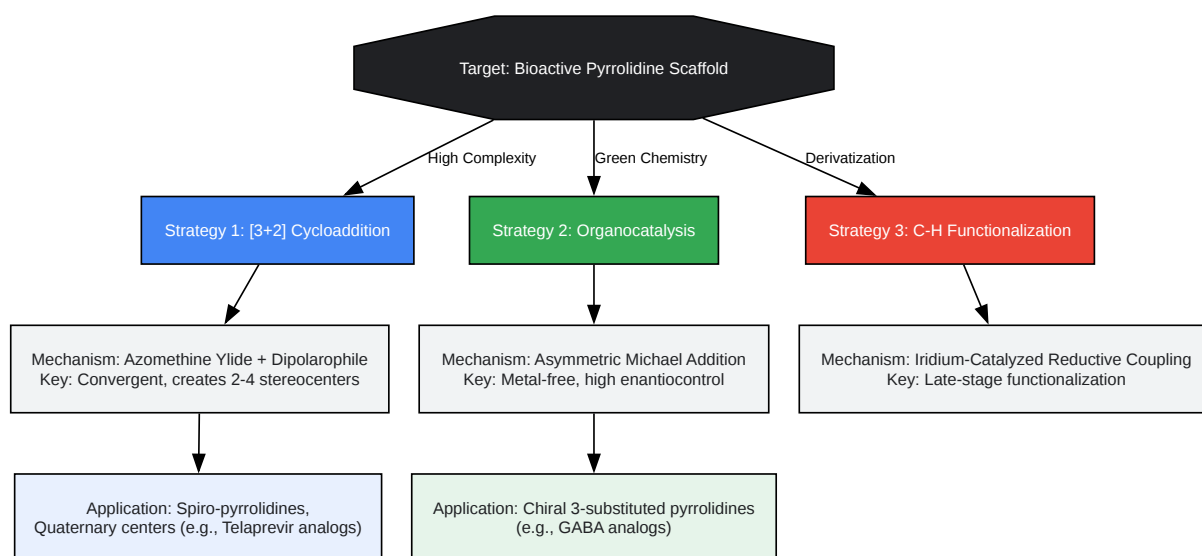 Target: Bioactive Pyrrolidine Scaffold
High Complexity
Green Chemistry
Derivatization
Strategy 1: [3+2] Cycloaddition
Strategy 2: Organocatalysis
Strategy 3: C-H Functionalization
Mechanism: Azomethine Ylide + Dipolarophile
Key: Convergent, creates 2-4 stereocenters
Mechanism: Asymmetric Michael Addition
Key: Metal-free, high enantiocontrol
Mechanism: Iridium-Catalyzed Reductive Coupling
Key: Late-stage functionalization
Application: Spiro-pyrrolidines,
Quaternary centers (e.g., Telaprevir analogs)
Application: Chiral 3-substituted pyrrolidines
(e.g., GABA analogs)